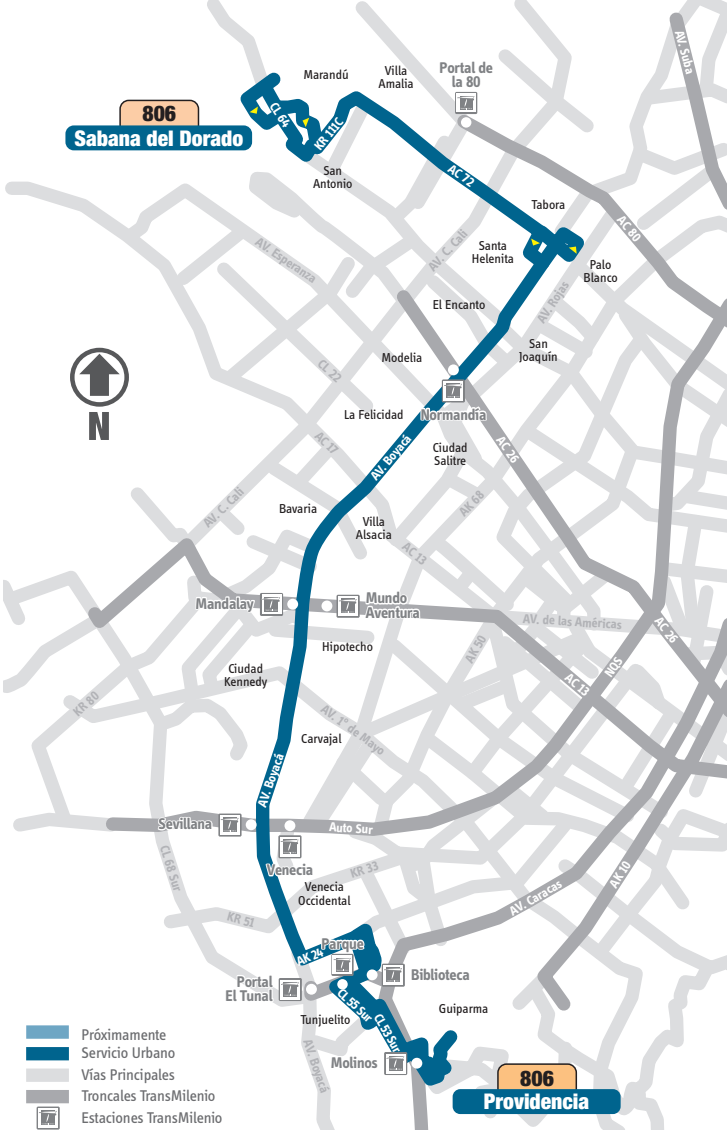 AV. Suba
Portal de
la 80
Villa
Amalia
Marandú
806
Sabana del Dorado
CL 64
KR 111C
San
Antonio
AC 72
Tabora
AC 80
AV. C. Cali
Santa
Helenita
Palo
Blanco
AV. Esperanza
AV. Rojas
El Encanto
San
Joaquín
Modelia
CL 22
N
La Felicidad
Normandía
AC 17
AV. Boyacá
Ciudad
Salitre
AC 26
AV. C. Cali
AK 68
Bavaria
Villa
Alsacia
AC 13
Mandalay
Mundo
Aventura
AV. de las Américas
AC 26
Hipotecho
AK 50
NQS
Ciudad
Kennedy
AC 13
KR 80
AV. 1° de Mayo
Carvajal
AV. Boyacá
Sevillana
Auto Sur
Venecia
CL 68 Sur
KR 33
AK 10
Venecia
Occidental
AV. Caracas
KR 51
Parque
AK 24
Biblioteca
Portal
El Tunal
CL 55 Sur
Guiparma
Tunjuelito
CL 53 Sur
AV. Boyacá
Molinos
806
Providencia
Próximamente
Servicio Urbano
Vías Principales
Troncales TransMilenio
Estaciones TransMilenio